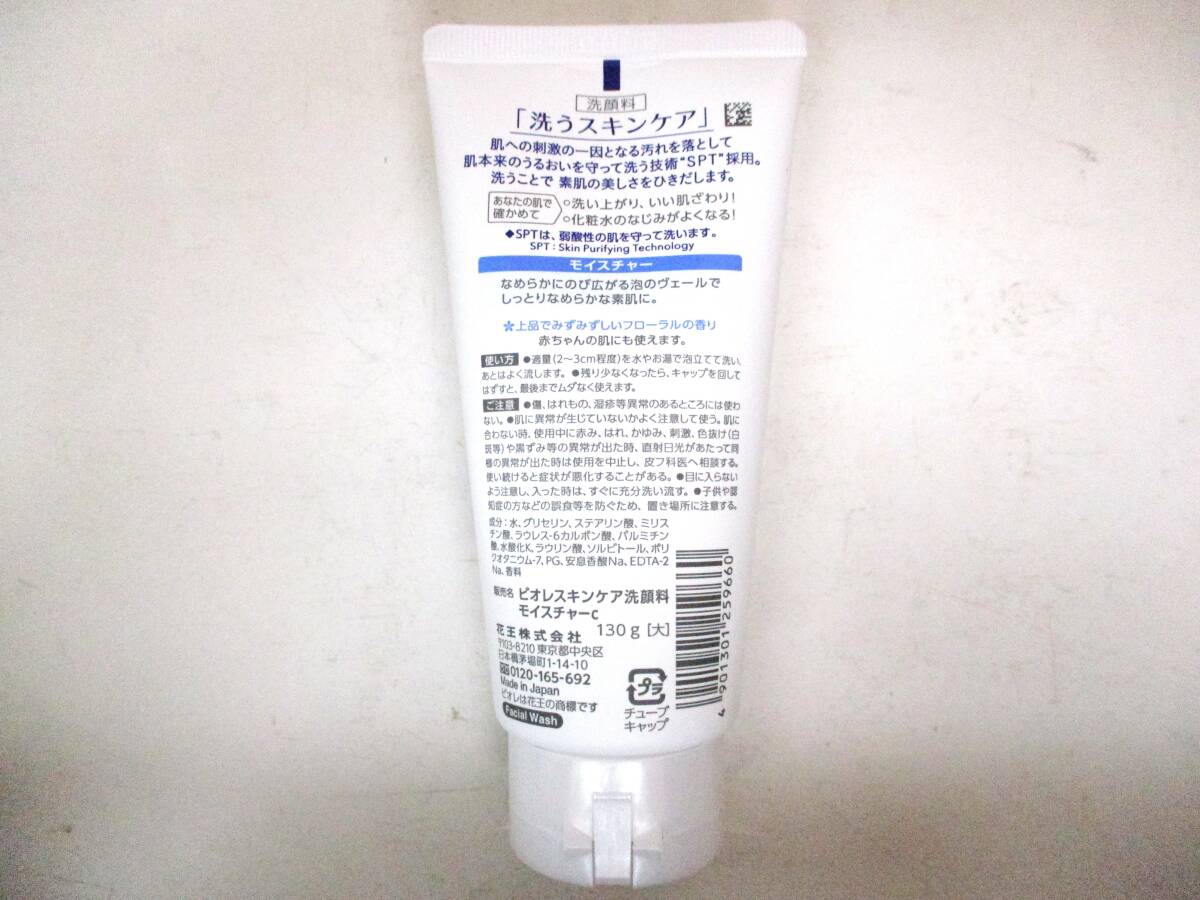 洗顔料
「洗うスキンケア」
肌への刺激の一因となる汚れを落として
肌本来のうるおいを守って洗う技術“SPT”採用。
洗うことで 素肌の美しさをひきだします。
あなたの肌で
確かめて
○洗い上がり、いい肌ざわり!
○化粧水のなじみがよくなる!
◆SPTは、弱酸性の肌を守って洗います。
SPT : Skin Purifying Technology
モイスチャー
なめらかにのび広がる泡のヴェールで
しっとりなめらかな素肌に。
上品でみずみずしいフローラルの香り
赤ちゃんの肌にも使えます。
使い方 ●適量(2〜3cm程度)を水やお湯で泡立てて洗い、
あとはよく流します。●残り少なくなったら、キャップを回して
はずすと、最後までムダなく使えます。
ご注意 ●傷、はれもの、湿疹等異常のあるところには使わ
ない。●肌に異常が生じていないかよく注意して使う。肌に
合わない時、使用中に赤み、はれ、かゆみ、刺激、色抜け(白
斑等)や黒ずみ等の異常が出た時、直射日光があたって同
様の異常が出た時は使用を中止し、皮フ科医へ相談する。
使い続けると症状が悪化することがある。●目に入らない
よう注意し、入った時は、すぐに充分洗い流す。●子供や認
知症の方などの誤食等を防ぐため、置き場所に注意する。
成分:水、グリセリン、ステアリン酸、ミリス
チン酸、ラウレス-6カルボン酸、パルミチン
酸、水酸化K、ラウリン酸、ソルビトール、ポリ
クオタニウム-7、PG、安息香酸Na、EDTA-2
Na、香料
販売名 ビオレスキンケア洗顔料
モイスチャーc
花王株式会社 130g [大]
〒103-8210 東京都中央区
日本橋茅場町1-14-10
0120-165-692
Made in Japan
ビオレは花王の商標です
Facial Wash
プラ
チューブ
キャップ
4 901301 259660